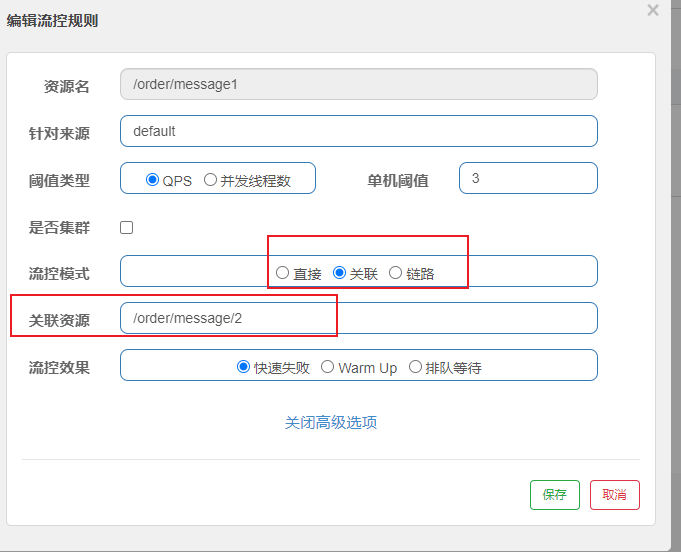 编辑流控规则 ×
资源名 /order/message1
针对来源 default
阈值类型 QPS 并发线程数 单机阈值 3
是否集群
流控模式 直接 关联 链路
关联资源 /order/message/2
流控效果 快速失败 Warm Up 排队等待
关闭高级选项
保存 取消